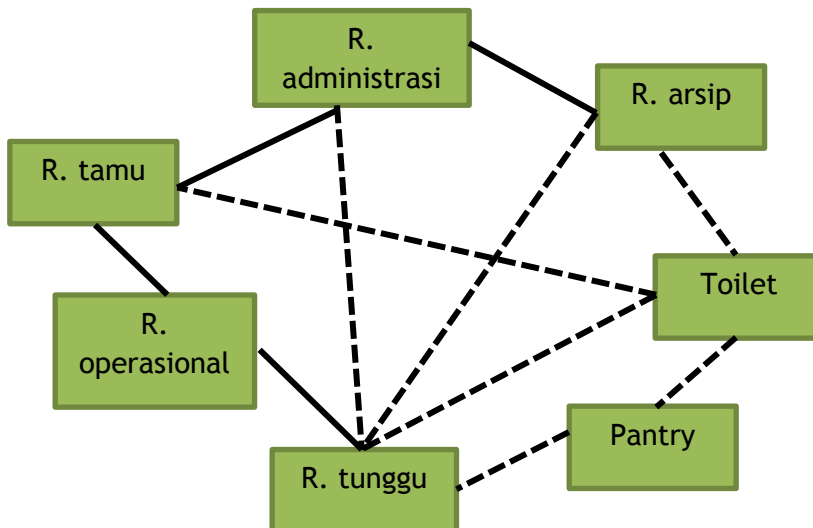 R.
administrasi
R. arsip
R. tamu
Toilet
R.
operasional
Pantry
R. tunggu